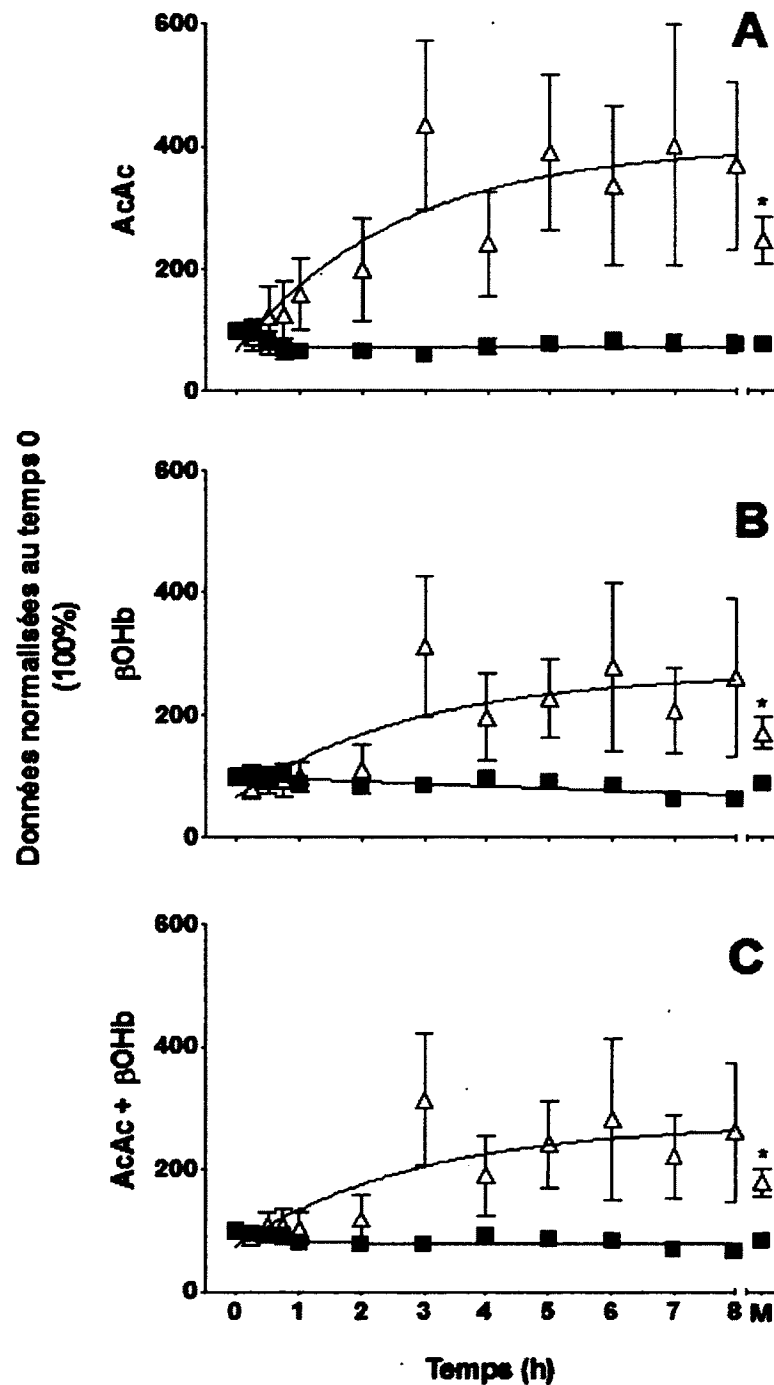 A
600
400
200
0
AcAc
*
B
600
400
200
0
βOHb
*
Données normalisées au temps 0
(100%)
C
600
400
200
0
AcAc + βOHb
*
0 1 2 3 4 5 6 7 8 M
Temps (h)